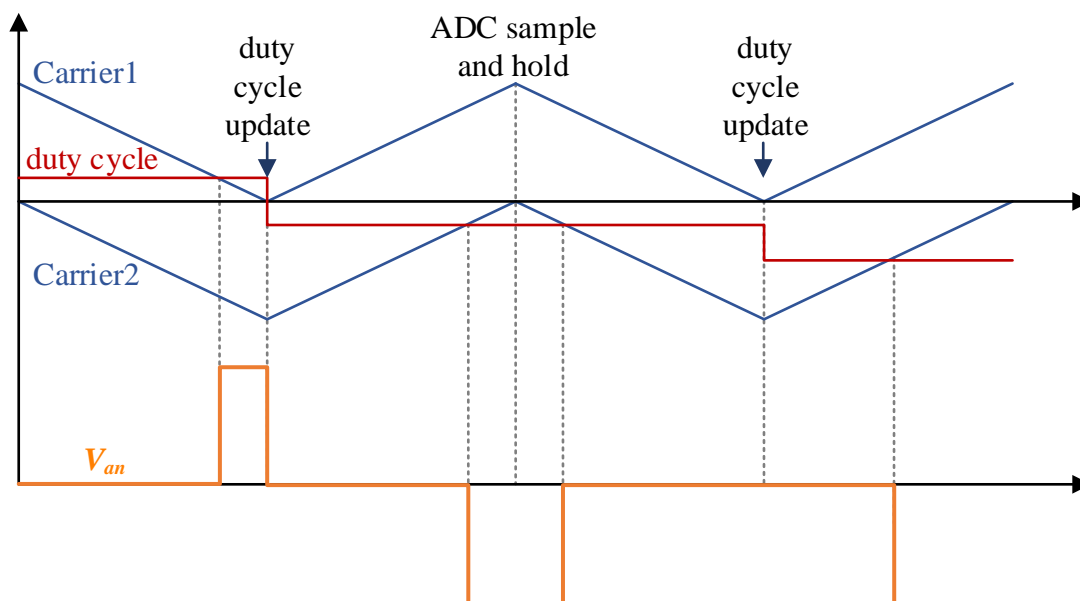 ADC sample
and hold
duty
cycle
update
duty
cycle
update
Carrier1
duty cycle
Carrier2
Van